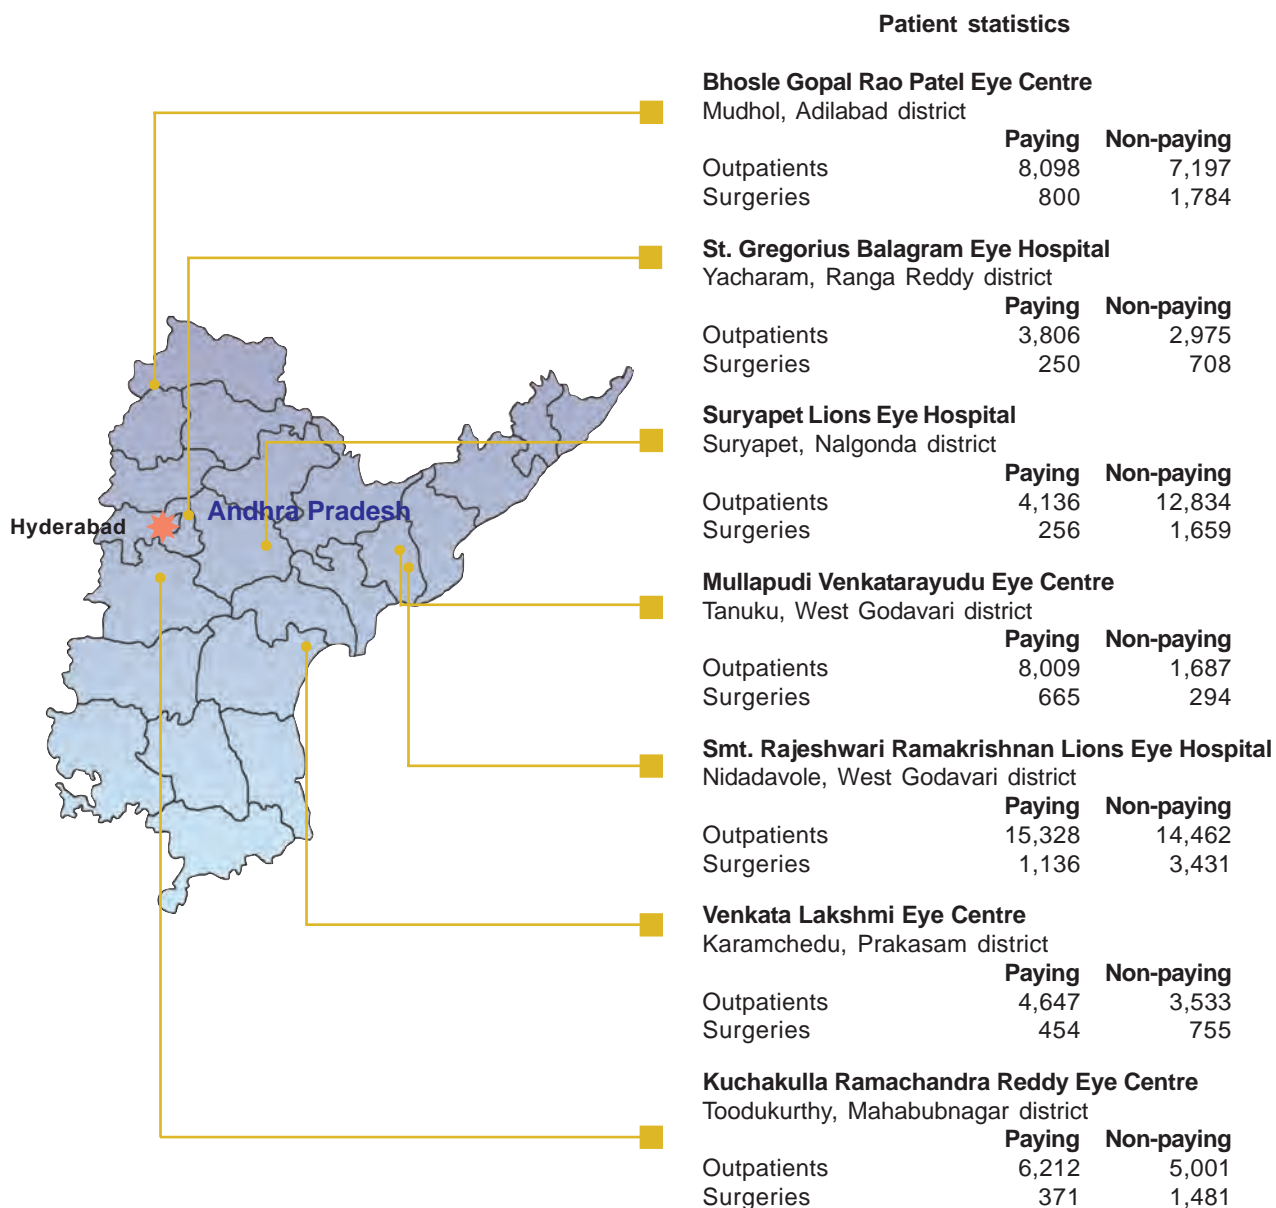 Patient statistics
Bhosle Gopal Rao Patel Eye Centre
Mudhol, Adilabad district
Paying Non-paying
Outpatients 8,098 7,197
Surgeries 800 1,784
St. Gregorius Balagram Eye Hospital
Yacharam, Ranga Reddy district
Paying Non-paying
Outpatients 3,806 2,975
Surgeries 250 708
Suryapet Lions Eye Hospital
Suryapet, Nalgonda district
Paying Non-paying
Outpatients 4,136 12,834
Surgeries 256 1,659
Mullapudi Venkatarayudu Eye Centre
Tanuku, West Godavari district
Paying Non-paying
Outpatients 8,009 1,687
Surgeries 665 294
Smt. Rajeshwari Ramakrishnan Lions Eye Hospital
Nidadavole, West Godavari district
Paying Non-paying
Outpatients 15,328 14,462
Surgeries 1,136 3,431
Venkata Lakshmi Eye Centre
Karamchedu, Prakasam district
Paying Non-paying
Outpatients 4,647 3,533
Surgeries 454 755
Kuchakulla Ramachandra Reddy Eye Centre
Toodukurthy, Mahabubnagar district
Paying Non-paying
Outpatients 6,212 5,001
Surgeries 371 1,481
Andhra Pradesh
Hyderabad